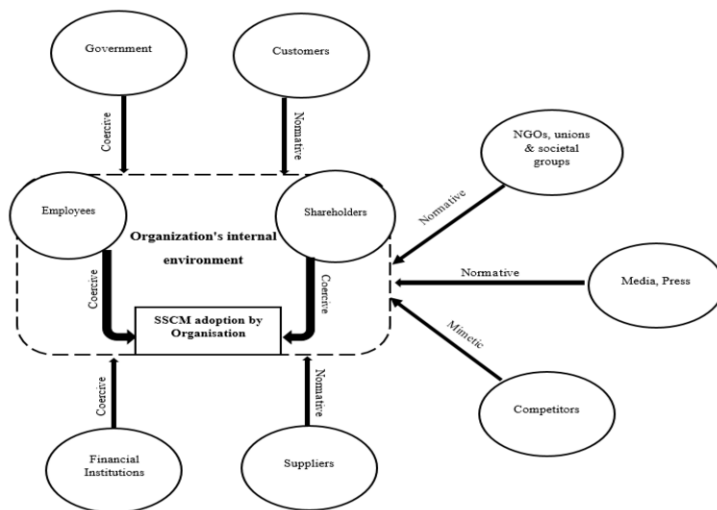 Government
Customers
Coercive
Normative
NGOs, unions
& societal
groups
Employees
Shareholders
Normative
Organization's internal
environment
Normative
Media, Press
Coercive
Coercive
SSCM adoption by
Organisation
Mimetic
Coercive
Normative
Competitors
Financial
Institutions
Suppliers